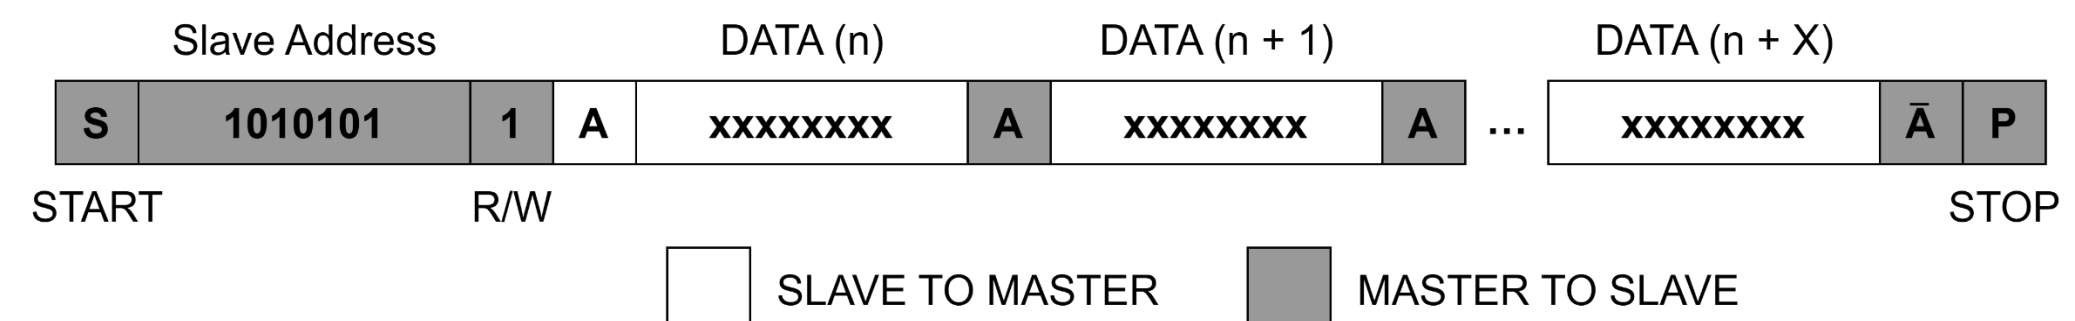 Slave Address DATA (n) DATA (n + 1) DATA (n + X)
S 1010101 1 A xxxxxxxx A xxxxxxxx A ... xxxxxxxx Ā P
START R/W STOP
SLAVE TO MASTER MASTER TO SLAVE